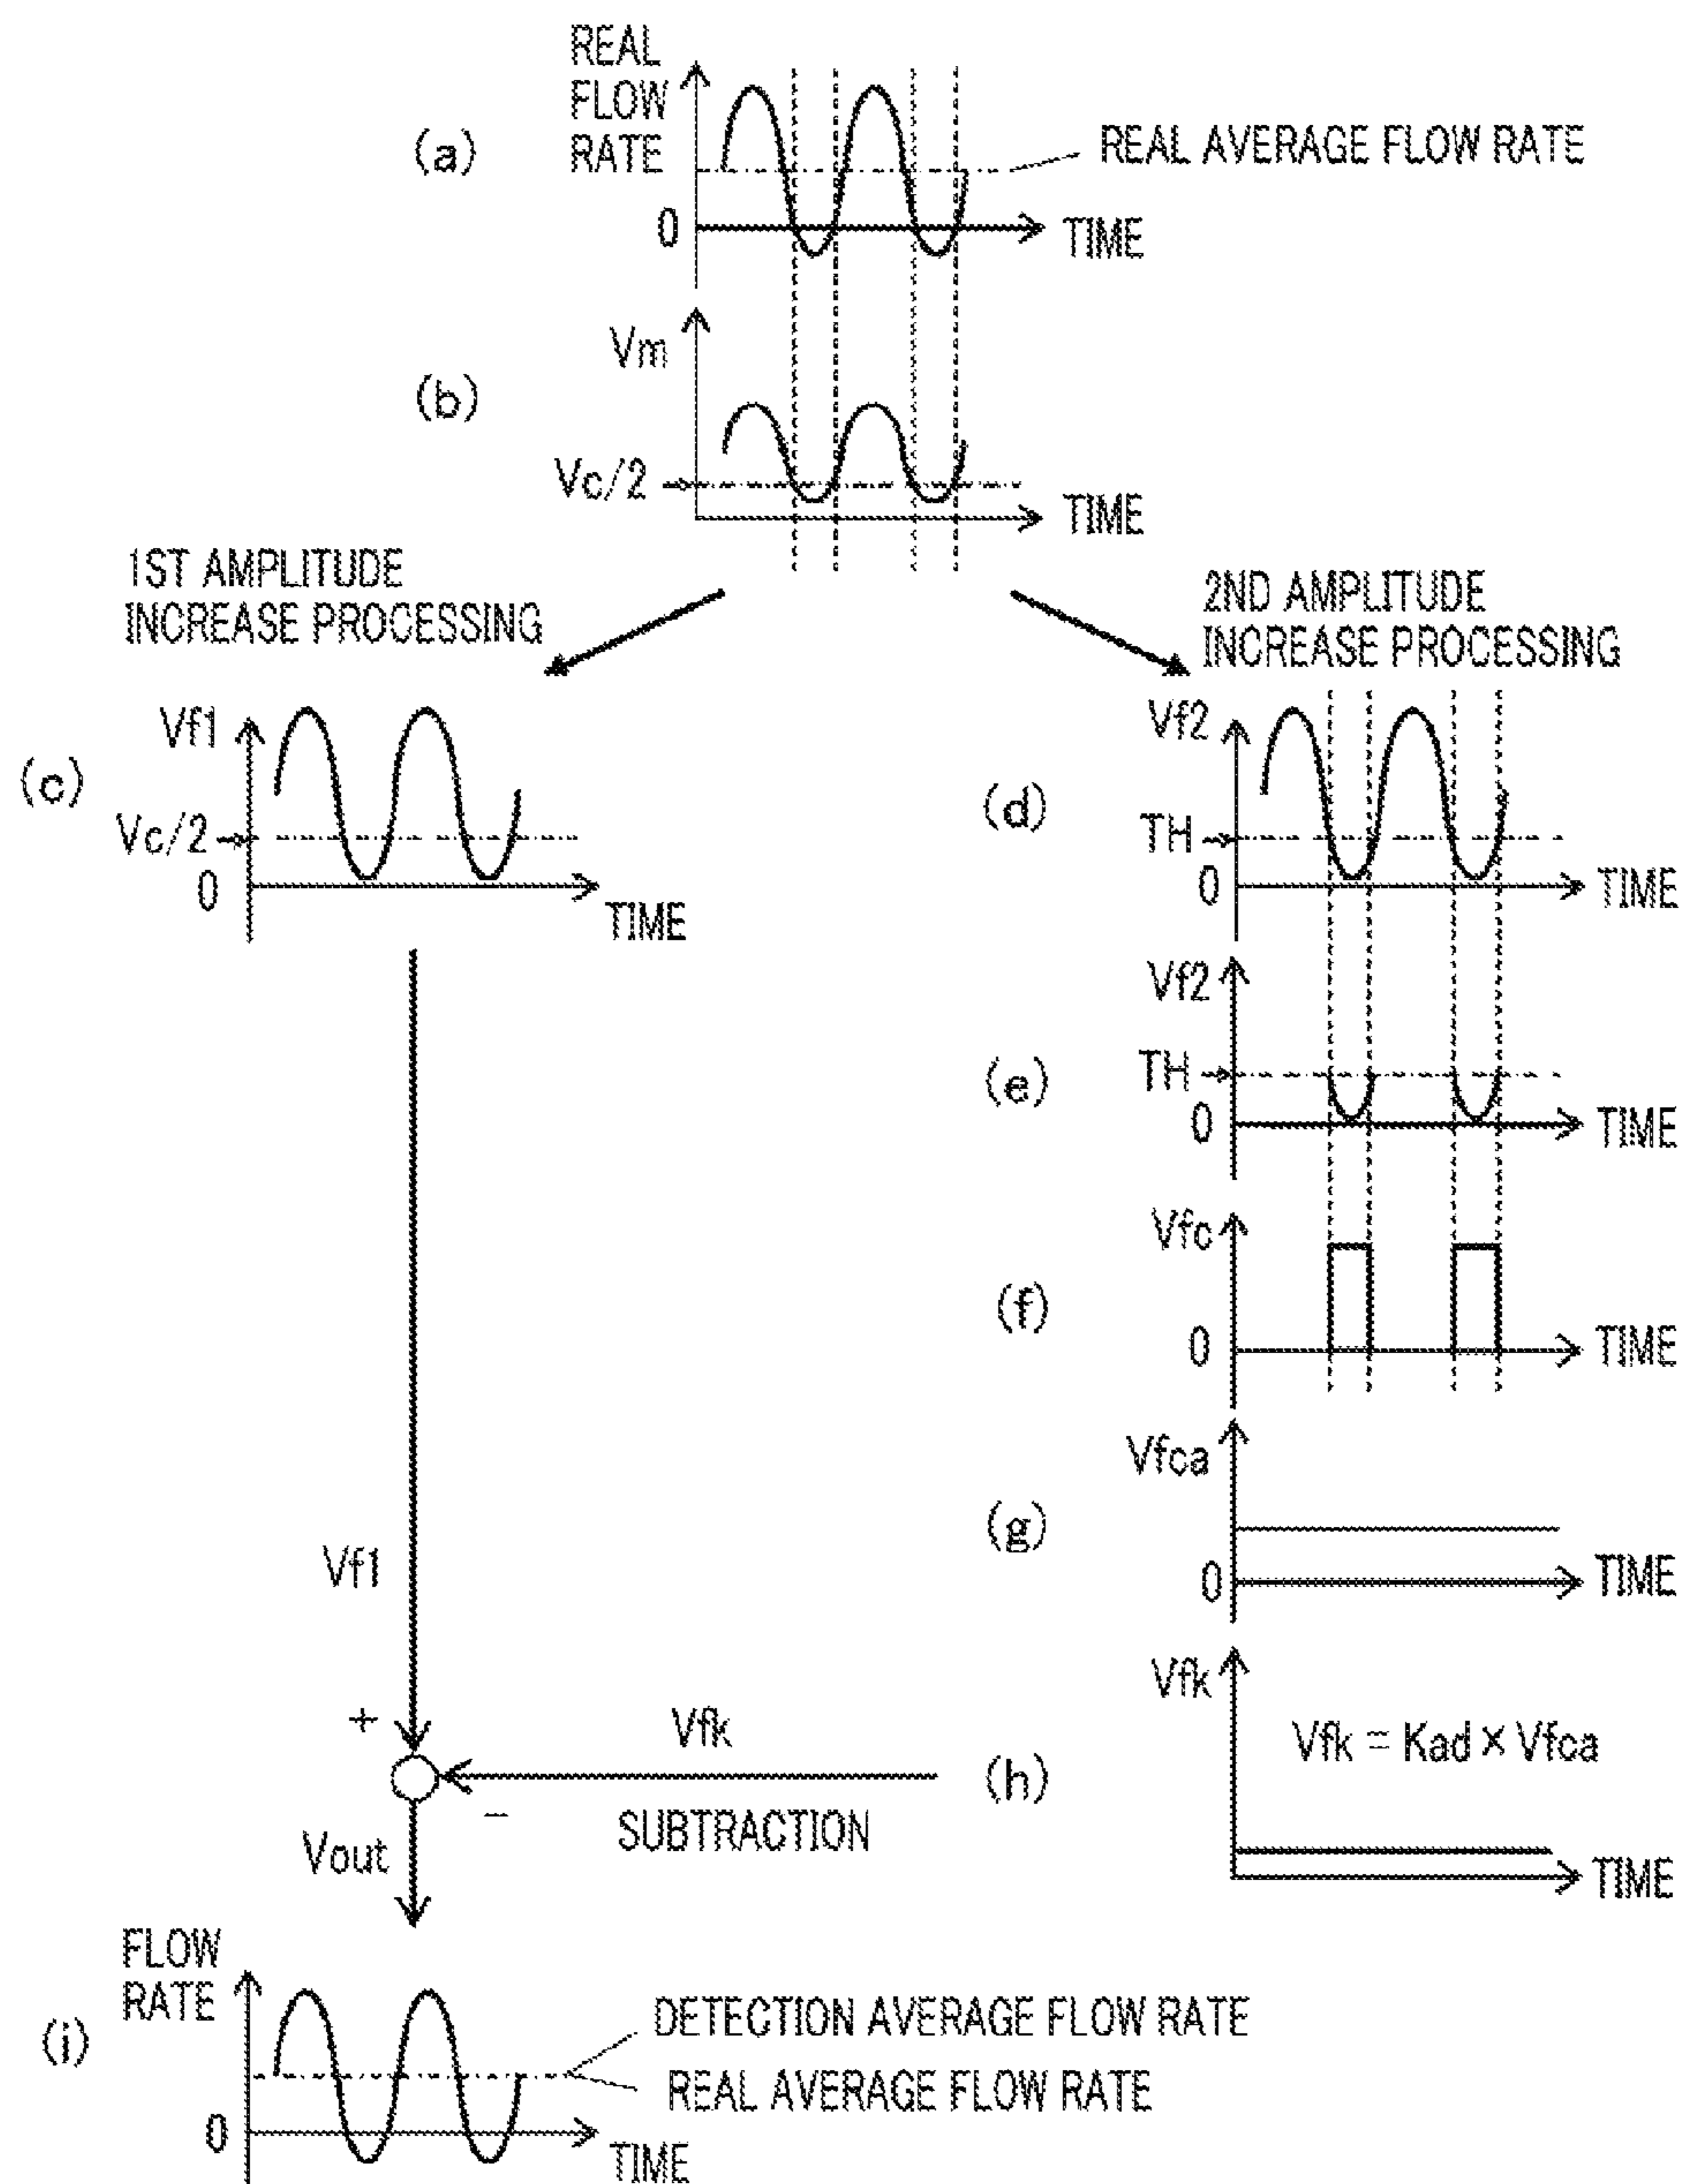 REAL
FLOW
RATE
(a)
REAL AVERAGE FLOW RATE
0
TIME
Vm
(b)
Vc/2
TIME
1ST AMPLITUDE
INCREASE PROCESSING
2ND AMPLITUDE
INCREASE PROCESSING
Vf1
(c)
Vc/2
0
TIME
Vf2
(d)
TH
0
TIME
Vf2
(e)
TH
0
TIME
Vfc
(f)
0
TIME
Vfca
(g)
0
TIME
Vf1
Vfk
Vfk = Kad × Vfca
+
Vfk
(h)
−
SUBTRACTION
Vout
TIME
FLOW
RATE
(i)
DETECTION AVERAGE FLOW RATE
REAL AVERAGE FLOW RATE
0
TIME